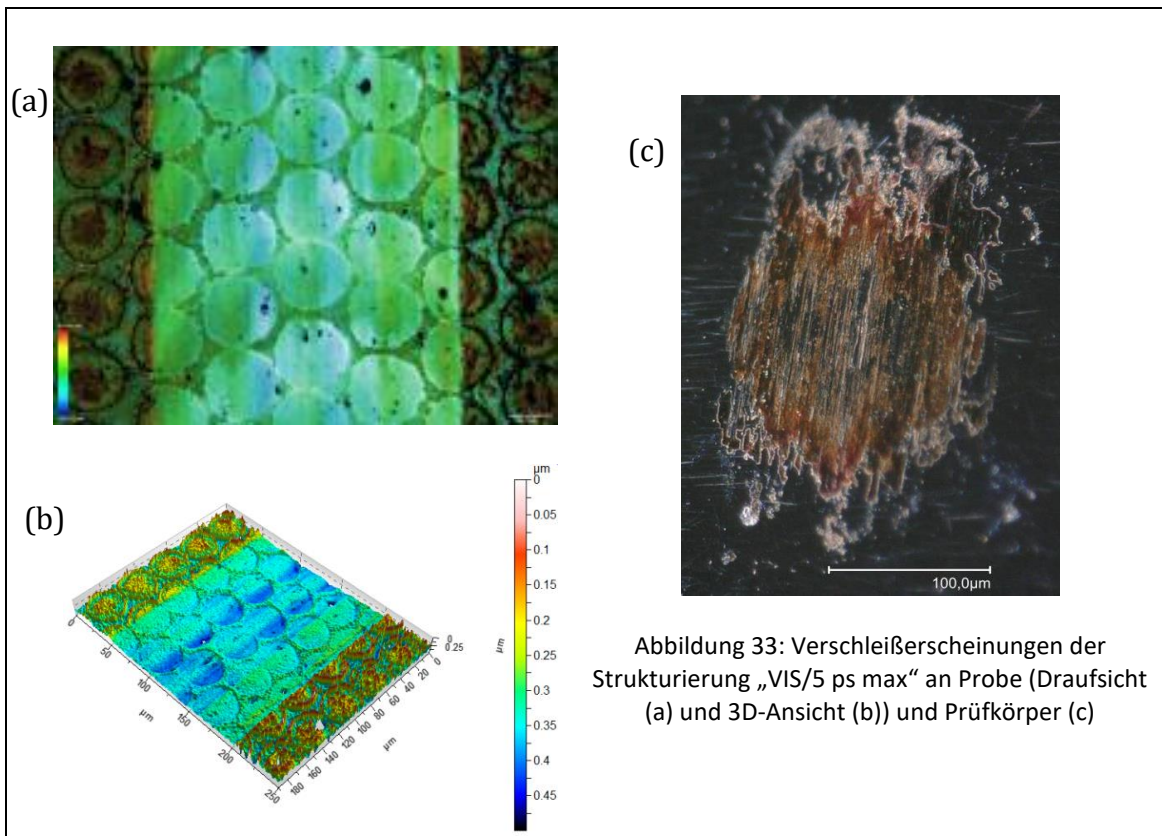 (a)
(b)
µm
0
0.05
0.1
0.15
0.2
0.25
0.3
0.35
0.4
0.45
0
50
100
150
200
250
µm
180
160
140
120
100
80
60
40
20
0
µm
0
0.25
µm
(c)
100,0µm
Abbildung 33: Verschleißerscheinungen der
Strukturierung „VIS/5 ps max“ an Probe (Draufsicht
(a) und 3D-Ansicht (b)) und Prüfkörper (c)